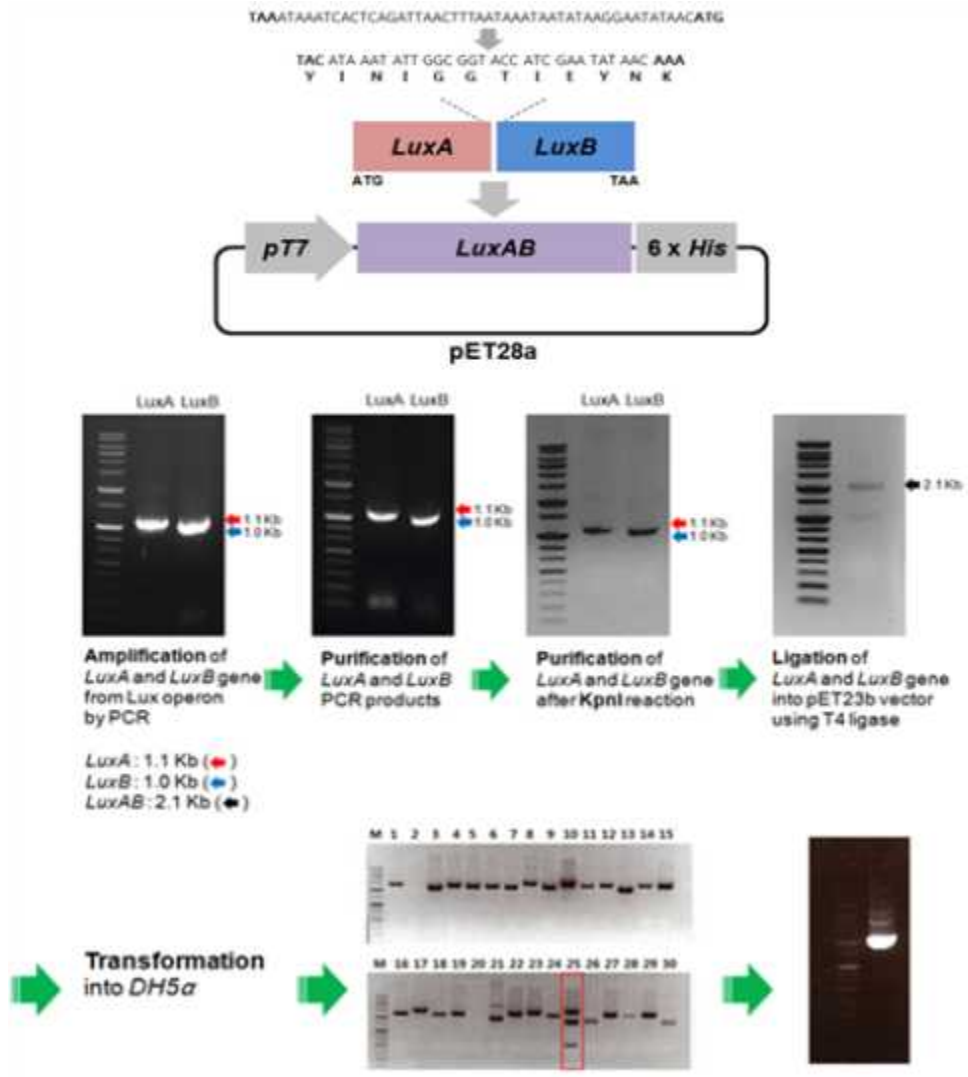 TAAATAAATCACTCAGATTAACTTTAATAAATAATATAAGGAATATAACATG
TAC ATA AAT ATT GGC GGT ACC ATC GAA TAT AAC AAA
Y I N I G G T I E Y N K
LuxA LuxB
ATG TAA
pT7 LuxAB 6 x His
pET28a
LuxA LuxB
1.1 Kb
1.0 Kb
LuxA LuxB
1.1 Kb
1.0 Kb
LuxA LuxB
1.1 Kb
1.0 Kb
2.1 Kb
Amplification of
LuxA and LuxB gene
from Lux operon
by PCR
Purification of
LuxA and LuxB
PCR products
Purification of
LuxA and LuxB gene
after KpnI reaction
Ligation of
LuxA and LuxB gene
into pET23b vector
using T4 ligase
LuxA : 1.1 Kb ( )
LuxB : 1.0 Kb ( )
LuxAB : 2.1 Kb ( )
M 1 2 3 4 5 6 7 8 9 10 11 12 13 14 15
Transformation
into DH5α
16 17 18 19 20 21 22 23 24 25 26 27 28 29 30